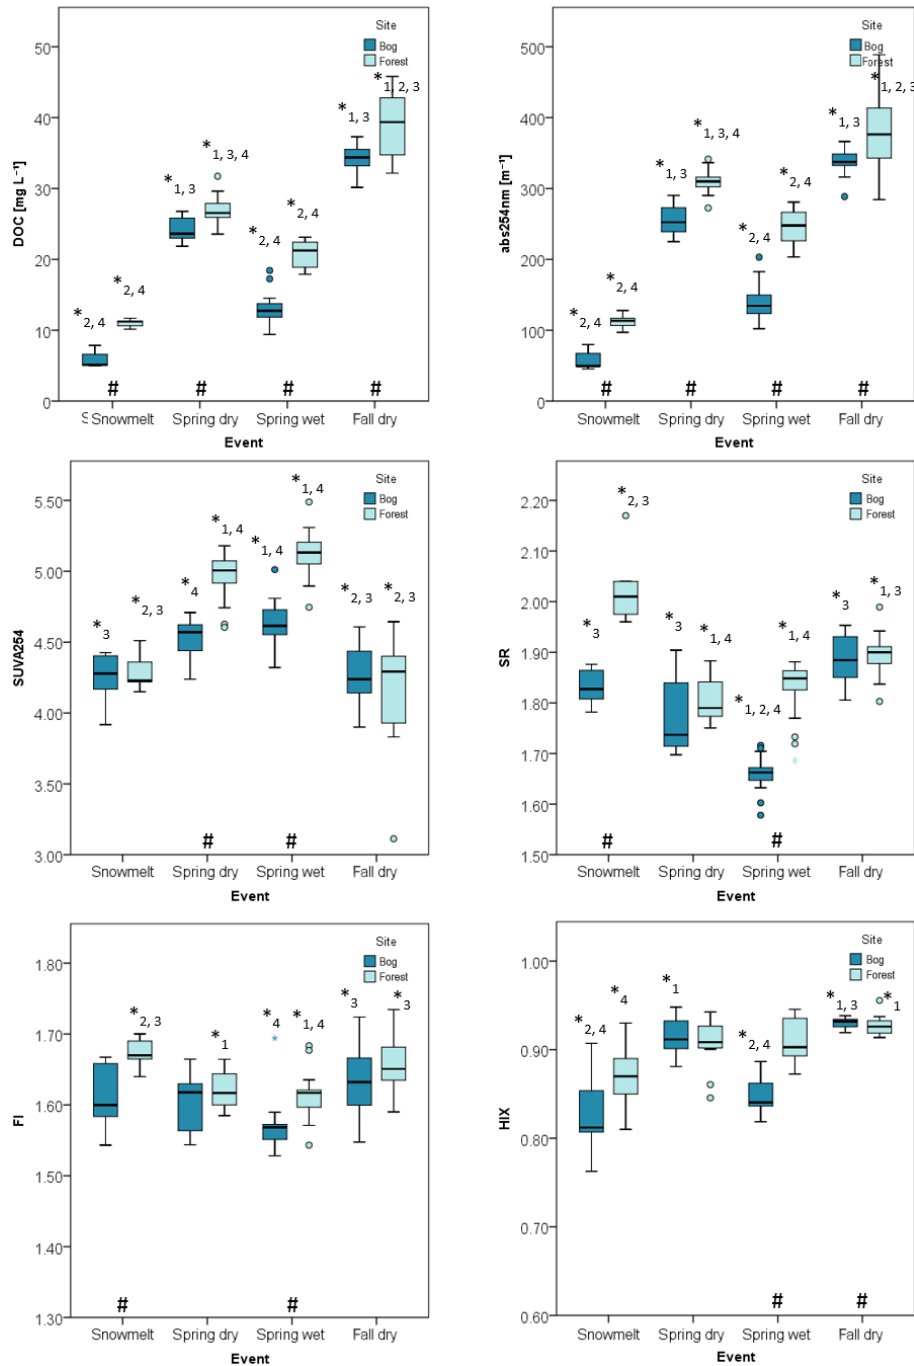 Site
Bog
Forest
50
40
30
20
10
0
DOC [mg L⁻¹]
*2, 4
*2, 4
*1, 3
*1, 3, 4
*2, 4
*2, 4
*1, 3
*1, 2, 3
# # # #
Snowmelt Spring dry Spring wet Fall dry
Event
Site
Bog
Forest
500
400
300
200
100
0
abs254nm [m⁻¹]
*2, 4
*2, 4
*1, 3
*1, 3, 4
*2, 4
*2, 4
*1, 3
*1, 2, 3
# # # #
Snowmelt Spring dry Spring wet Fall dry
Event
Site
Bog
Forest
5.50
5.00
4.50
4.00
3.50
3.00
SUVA254
*3
*2, 3
*4
*1, 4
*1, 4
*1, 4
*2, 3
*2, 3
# #
Snowmelt Spring dry Spring wet Fall dry
Event
Site
Bog
Forest
2.20
2.10
2.00
1.90
1.80
1.70
1.60
1.50
SR
*3
*2, 3
*3
*1, 4
*1, 2, 4
*1, 4
*3
*1, 3
# #
Snowmelt Spring dry Spring wet Fall dry
Event
Site
Bog
Forest
1.80
1.70
1.60
1.50
1.40
1.30
FI
*2, 3
*1
*4
*1, 4
*3
*3
# #
Snowmelt Spring dry Spring wet Fall dry
Event
Site
Bog
Forest
1.00
0.90
0.80
0.70
0.60
HIX
*2, 4
*4
*1
*2, 4
*1, 3
*1
# #
Snowmelt Spring dry Spring wet Fall dry
Event